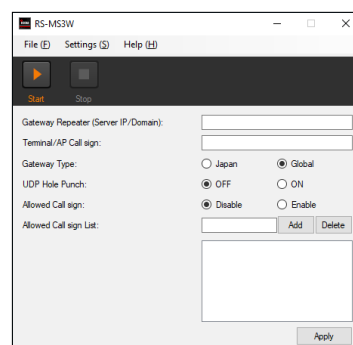 RS-MS3W
File (F) Settings (S) Help (H)
Start Stop
Gateway Repeater (Server IP/Domain):
Terminal/AP Call sign:
Gateway Type: Japan Global
UDP Hole Punch: OFF ON
Allowed Call sign: Disable Enable
Allowed Call sign List: Add Delete
Apply